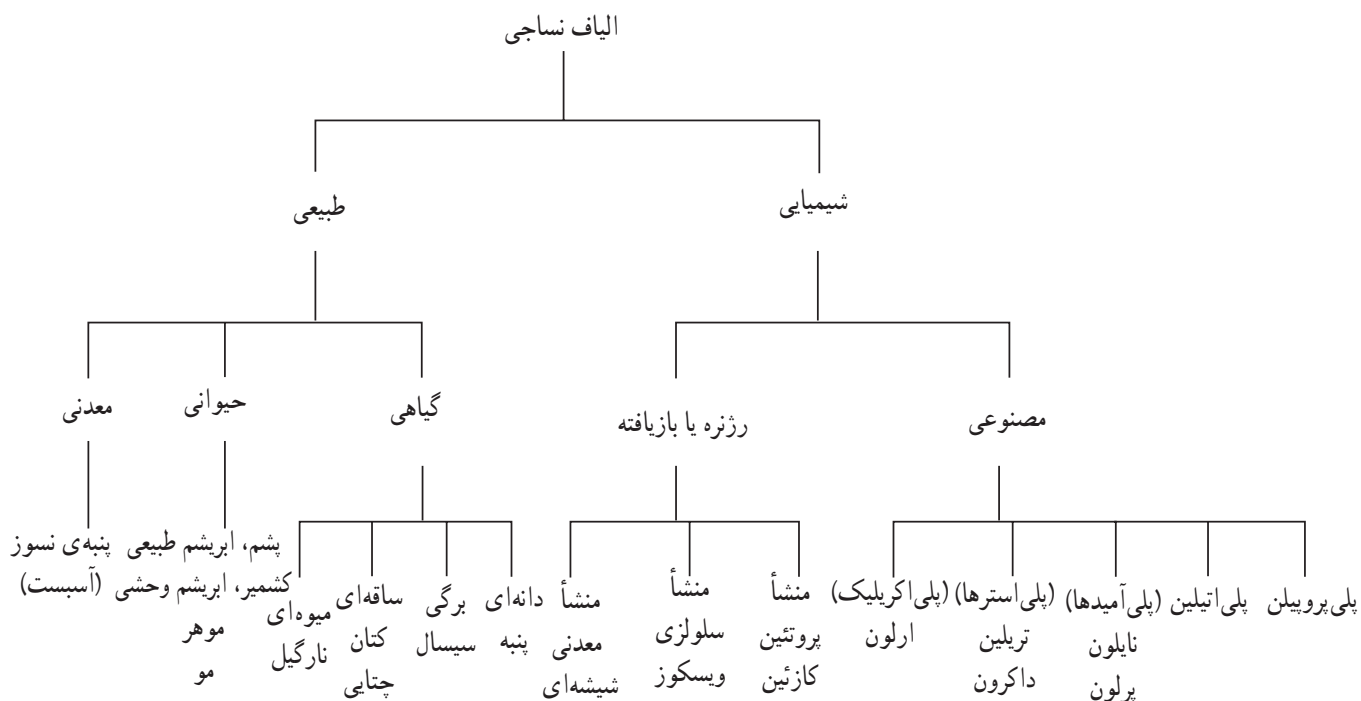 الیاف نساجی
شیمیایی
طبیعی
مصنوعی
رژنره یا بازیافته
گیاهی
حیوانی
معدنی
پلی‌پروپیلن
پلی‌اتیلین
(پلی‌آمیدها)
نایلون
پرلون
(پلی‌استرها)
تریلین
داکرون
(پلی‌اکریلیک)
ارلون
منشأ
پروتئین
کازئین
منشأ
سلولزی
ویسکوز
منشأ
معدنی
شیشه‌ای
دانه‌ای
پنبه
برگی
سیسال
ساقه‌ای
کتان
چتایی
میوه‌ای
نارگیل
پشم، ابریشم طبیعی
کشمیر، ابریشم وحشی
موهر
مو
پنبه‌ی نسوز
(آسبست)